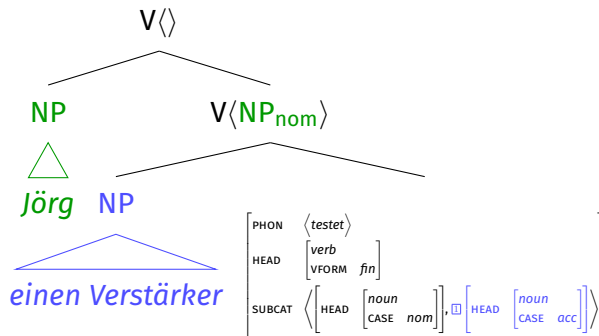 V⟨⟩
NP V⟨NP_nom⟩
Jörg NP
einen Verstärker
PHON ⟨testet⟩
HEAD [verb
VFORM fin]
SUBCAT ⟨[HEAD [noun
CASE nom]], 1 [HEAD [noun
CASE acc]]⟩